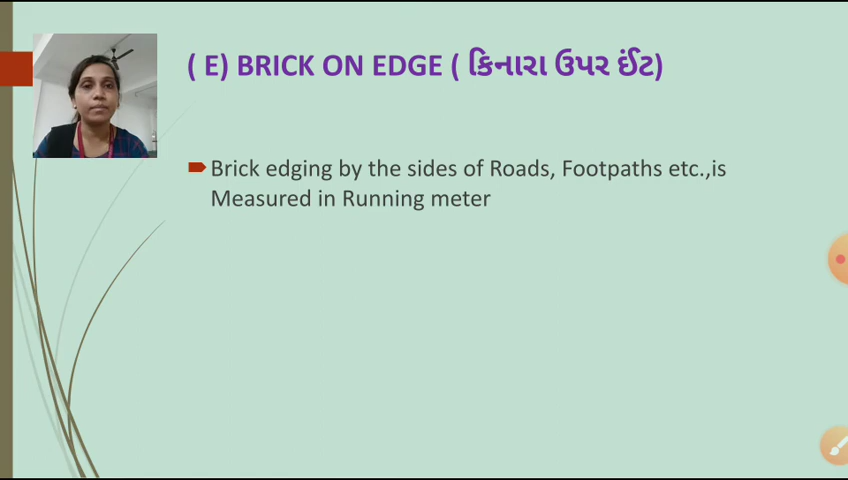 ( E) BRICK ON EDGE ( કિનારા ઉપર ઈંટ)
Brick edging by the sides of Roads, Footpaths etc.,is
Measured in Running meter